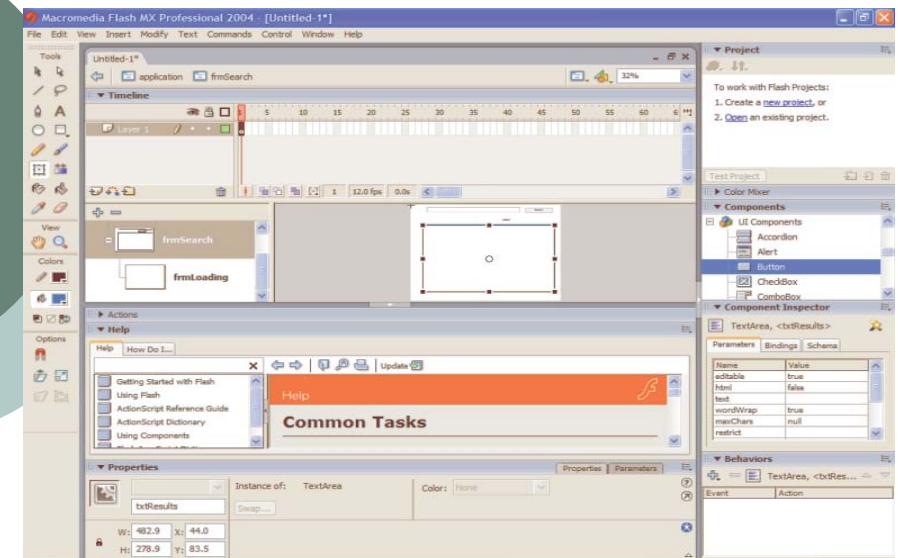 Macromedia Flash MX Professional 2004 - [Untitled-1*]
File Edit View Insert Modify Text Commands Control Window Help
Tools
View
Colors
Options
Untitled-1*
application frmSearch 32%
Timeline
5 10 15 20 25 30 35 40 45 50 55 60 6
Layer 1
1 12.0 fps 0.0s
frmSearch
frmLoading
Actions
Help
Help How Do I...
Update
Getting Started with Flash
Using Flash
ActionScript Reference Guide
ActionScript Dictionary
Using Components
Help
Common Tasks
Properties
Properties Parameters
Instance of: TextArea Color: None
txtResults Swap...
W: 482.9 X: 44.0
H: 278.9 Y: 83.5
Project
To work with Flash Projects:
1. Create a new project, or
2. Open an existing project.
Test Project
Color Mixer
Components
UI Components
Accordion
Alert
Button
CheckBox
ComboBox
Component Inspector
TextArea, <txtResults>
Parameters Bindings Schema
Name Value
editable true
html false
text
wordWrap true
maxChars null
restrict
Behaviors
TextArea, <txtRes...
Event Action